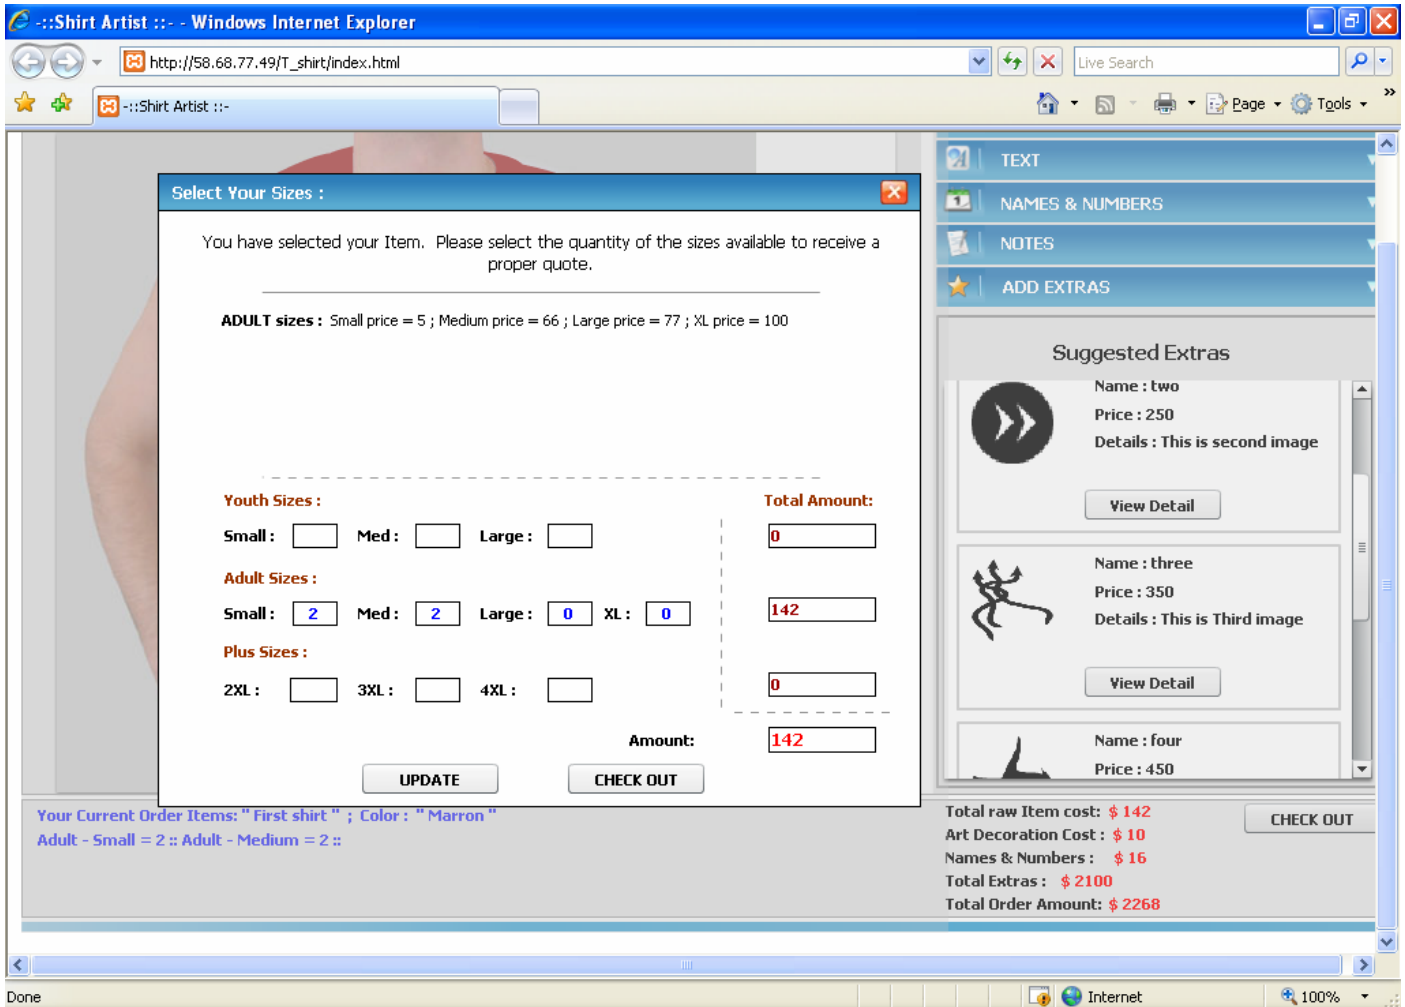 -::Shirt Artist ::- - Windows Internet Explorer
http://58.68.77.49/T_shirt/index.html
Live Search
-::Shirt Artist ::-
Page
Tools
»
TEXT
NAMES & NUMBERS
NOTES
ADD EXTRAS
Select Your Sizes :
You have selected your Item. Please select the quantity of the sizes available to receive a
proper quote.
ADULT sizes : Small price = 5 ; Medium price = 66 ; Large price = 77 ; XL price = 100
Youth Sizes :
Total Amount:
Small :
Med :
Large :
0
Adult Sizes :
Small : 2 Med : 2 Large : 0 XL : 0
142
Plus Sizes :
2XL :
3XL :
4XL :
0
Amount: 142
UPDATE
CHECK OUT
Suggested Extras
Name : two
Price : 250
Details : This is second image
View Detail
Name : three
Price : 350
Details : This is Third image
View Detail
Name : four
Price : 450
Your Current Order Items: " First shirt " ; Color : " Marron "
Adult - Small = 2 :: Adult - Medium = 2 ::
Total raw Item cost: $ 142
Art Decoration Cost : $ 10
Names & Numbers : $ 16
Total Extras : $ 2100
Total Order Amount: $ 2268
CHECK OUT
Done
Internet
100%